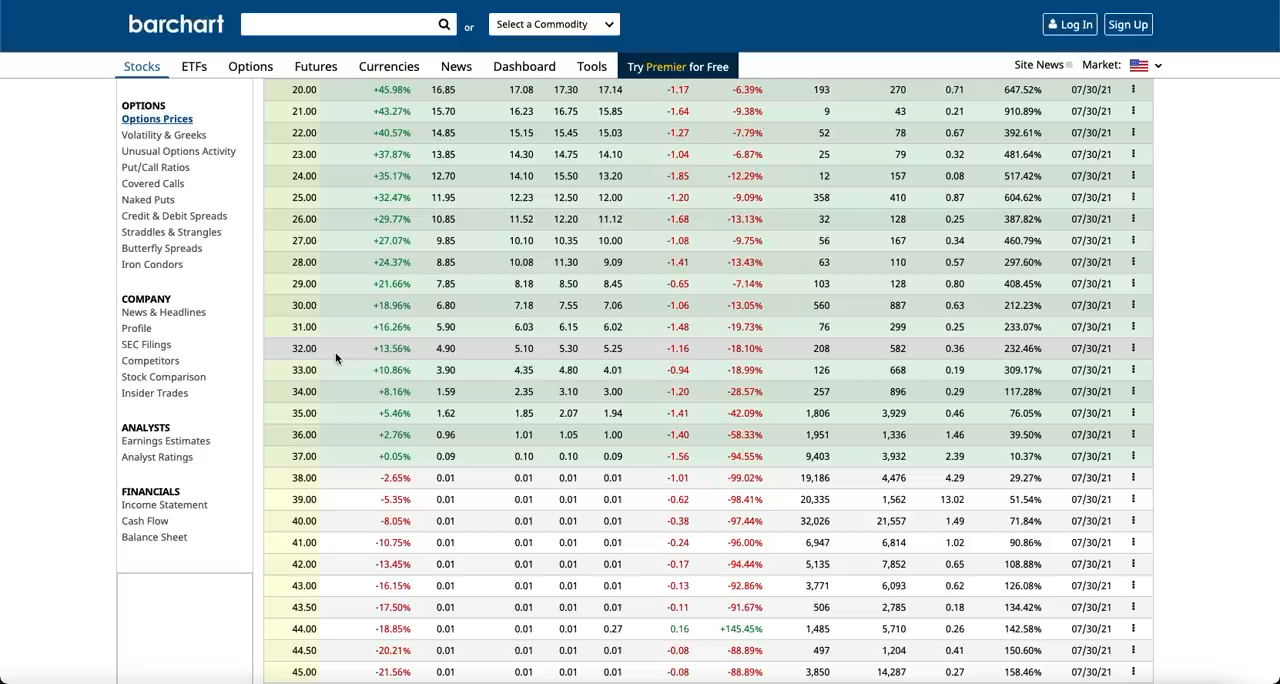 barchart or Select a Commodity Log In Sign Up
Stocks ETFs Options Futures Currencies News Dashboard Tools Try Premier for Free Site News Market:
OPTIONS
Options Prices
Volatility & Greeks
Unusual Options Activity
Put/Call Ratios
Covered Calls
Naked Puts
Credit & Debit Spreads
Straddles & Strangles
Butterfly Spreads
Iron Condors
COMPANY
News & Headlines
Profile
SEC Filings
Competitors
Stock Comparison
Insider Trades
ANALYSTS
Earnings Estimates
Analyst Ratings
FINANCIALS
Income Statement
Cash Flow
Balance Sheet
20.00 +45.98% 16.85 17.08 17.30 17.14 -1.17 -6.39% 193 270 0.71 647.52% 07/30/21
21.00 +43.27% 15.70 16.23 16.75 15.85 -1.64 -9.38% 9 43 0.21 910.89% 07/30/21
22.00 +40.57% 14.85 15.15 15.45 15.03 -1.27 -7.79% 52 78 0.67 392.61% 07/30/21
23.00 +37.87% 13.85 14.30 14.75 14.10 -1.04 -6.87% 25 79 0.32 481.64% 07/30/21
24.00 +35.17% 12.70 14.10 15.50 13.20 -1.85 -12.29% 12 157 0.08 517.42% 07/30/21
25.00 +32.47% 11.95 12.23 12.50 12.00 -1.20 -9.09% 358 410 0.87 604.62% 07/30/21
26.00 +29.77% 10.85 11.52 12.20 11.12 -1.68 -13.13% 32 128 0.25 387.82% 07/30/21
27.00 +27.07% 9.85 10.10 10.35 10.00 -1.08 -9.75% 56 167 0.34 460.79% 07/30/21
28.00 +24.37% 8.85 10.08 11.30 9.09 -1.41 -13.43% 63 110 0.57 297.60% 07/30/21
29.00 +21.66% 7.85 8.18 8.50 8.45 -0.65 -7.14% 103 128 0.80 408.45% 07/30/21
30.00 +18.96% 6.80 7.18 7.55 7.06 -1.06 -13.05% 560 887 0.63 212.23% 07/30/21
31.00 +16.26% 5.90 6.03 6.15 6.02 -1.48 -19.73% 76 299 0.25 233.07% 07/30/21
32.00 +13.56% 4.90 5.10 5.30 5.25 -1.16 -18.10% 208 582 0.36 232.46% 07/30/21
33.00 +10.86% 3.90 4.35 4.80 4.01 -0.94 -18.99% 126 668 0.19 309.17% 07/30/21
34.00 +8.16% 1.59 2.35 3.10 3.00 -1.20 -28.57% 257 896 0.29 117.28% 07/30/21
35.00 +5.46% 1.62 1.85 2.07 1.94 -1.41 -42.09% 1,806 3,929 0.46 76.05% 07/30/21
36.00 +2.76% 0.96 1.01 1.05 1.00 -1.40 -58.33% 1,951 1,336 1.46 39.50% 07/30/21
37.00 +0.05% 0.09 0.10 0.10 0.09 -1.56 -94.55% 9,403 3,932 2.39 10.37% 07/30/21
38.00 -2.65% 0.01 0.01 0.01 0.01 -1.01 -99.02% 19,186 4,476 4.29 29.27% 07/30/21
39.00 -5.35% 0.01 0.01 0.01 0.01 -0.62 -98.41% 20,335 1,562 13.02 51.54% 07/30/21
40.00 -8.05% 0.01 0.01 0.01 0.01 -0.38 -97.44% 32,026 21,557 1.49 71.84% 07/30/21
41.00 -10.75% 0.01 0.01 0.01 0.01 -0.24 -96.00% 6,947 6,814 1.02 90.86% 07/30/21
42.00 -13.45% 0.01 0.01 0.01 0.01 -0.17 -94.44% 5,135 7,852 0.65 108.88% 07/30/21
43.00 -16.15% 0.01 0.01 0.01 0.01 -0.13 -92.86% 3,771 6,093 0.62 126.08% 07/30/21
43.50 -17.50% 0.01 0.01 0.01 0.01 -0.11 -91.67% 506 2,785 0.18 134.42% 07/30/21
44.00 -18.85% 0.01 0.01 0.01 0.27 0.16 +145.45% 1,485 5,710 0.26 142.58% 07/30/21
44.50 -20.21% 0.01 0.01 0.01 0.01 -0.08 -88.89% 497 1,204 0.41 150.60% 07/30/21
45.00 -21.56% 0.01 0.01 0.01 0.01 -0.08 -88.89% 3,850 14,287 0.27 158.46% 07/30/21